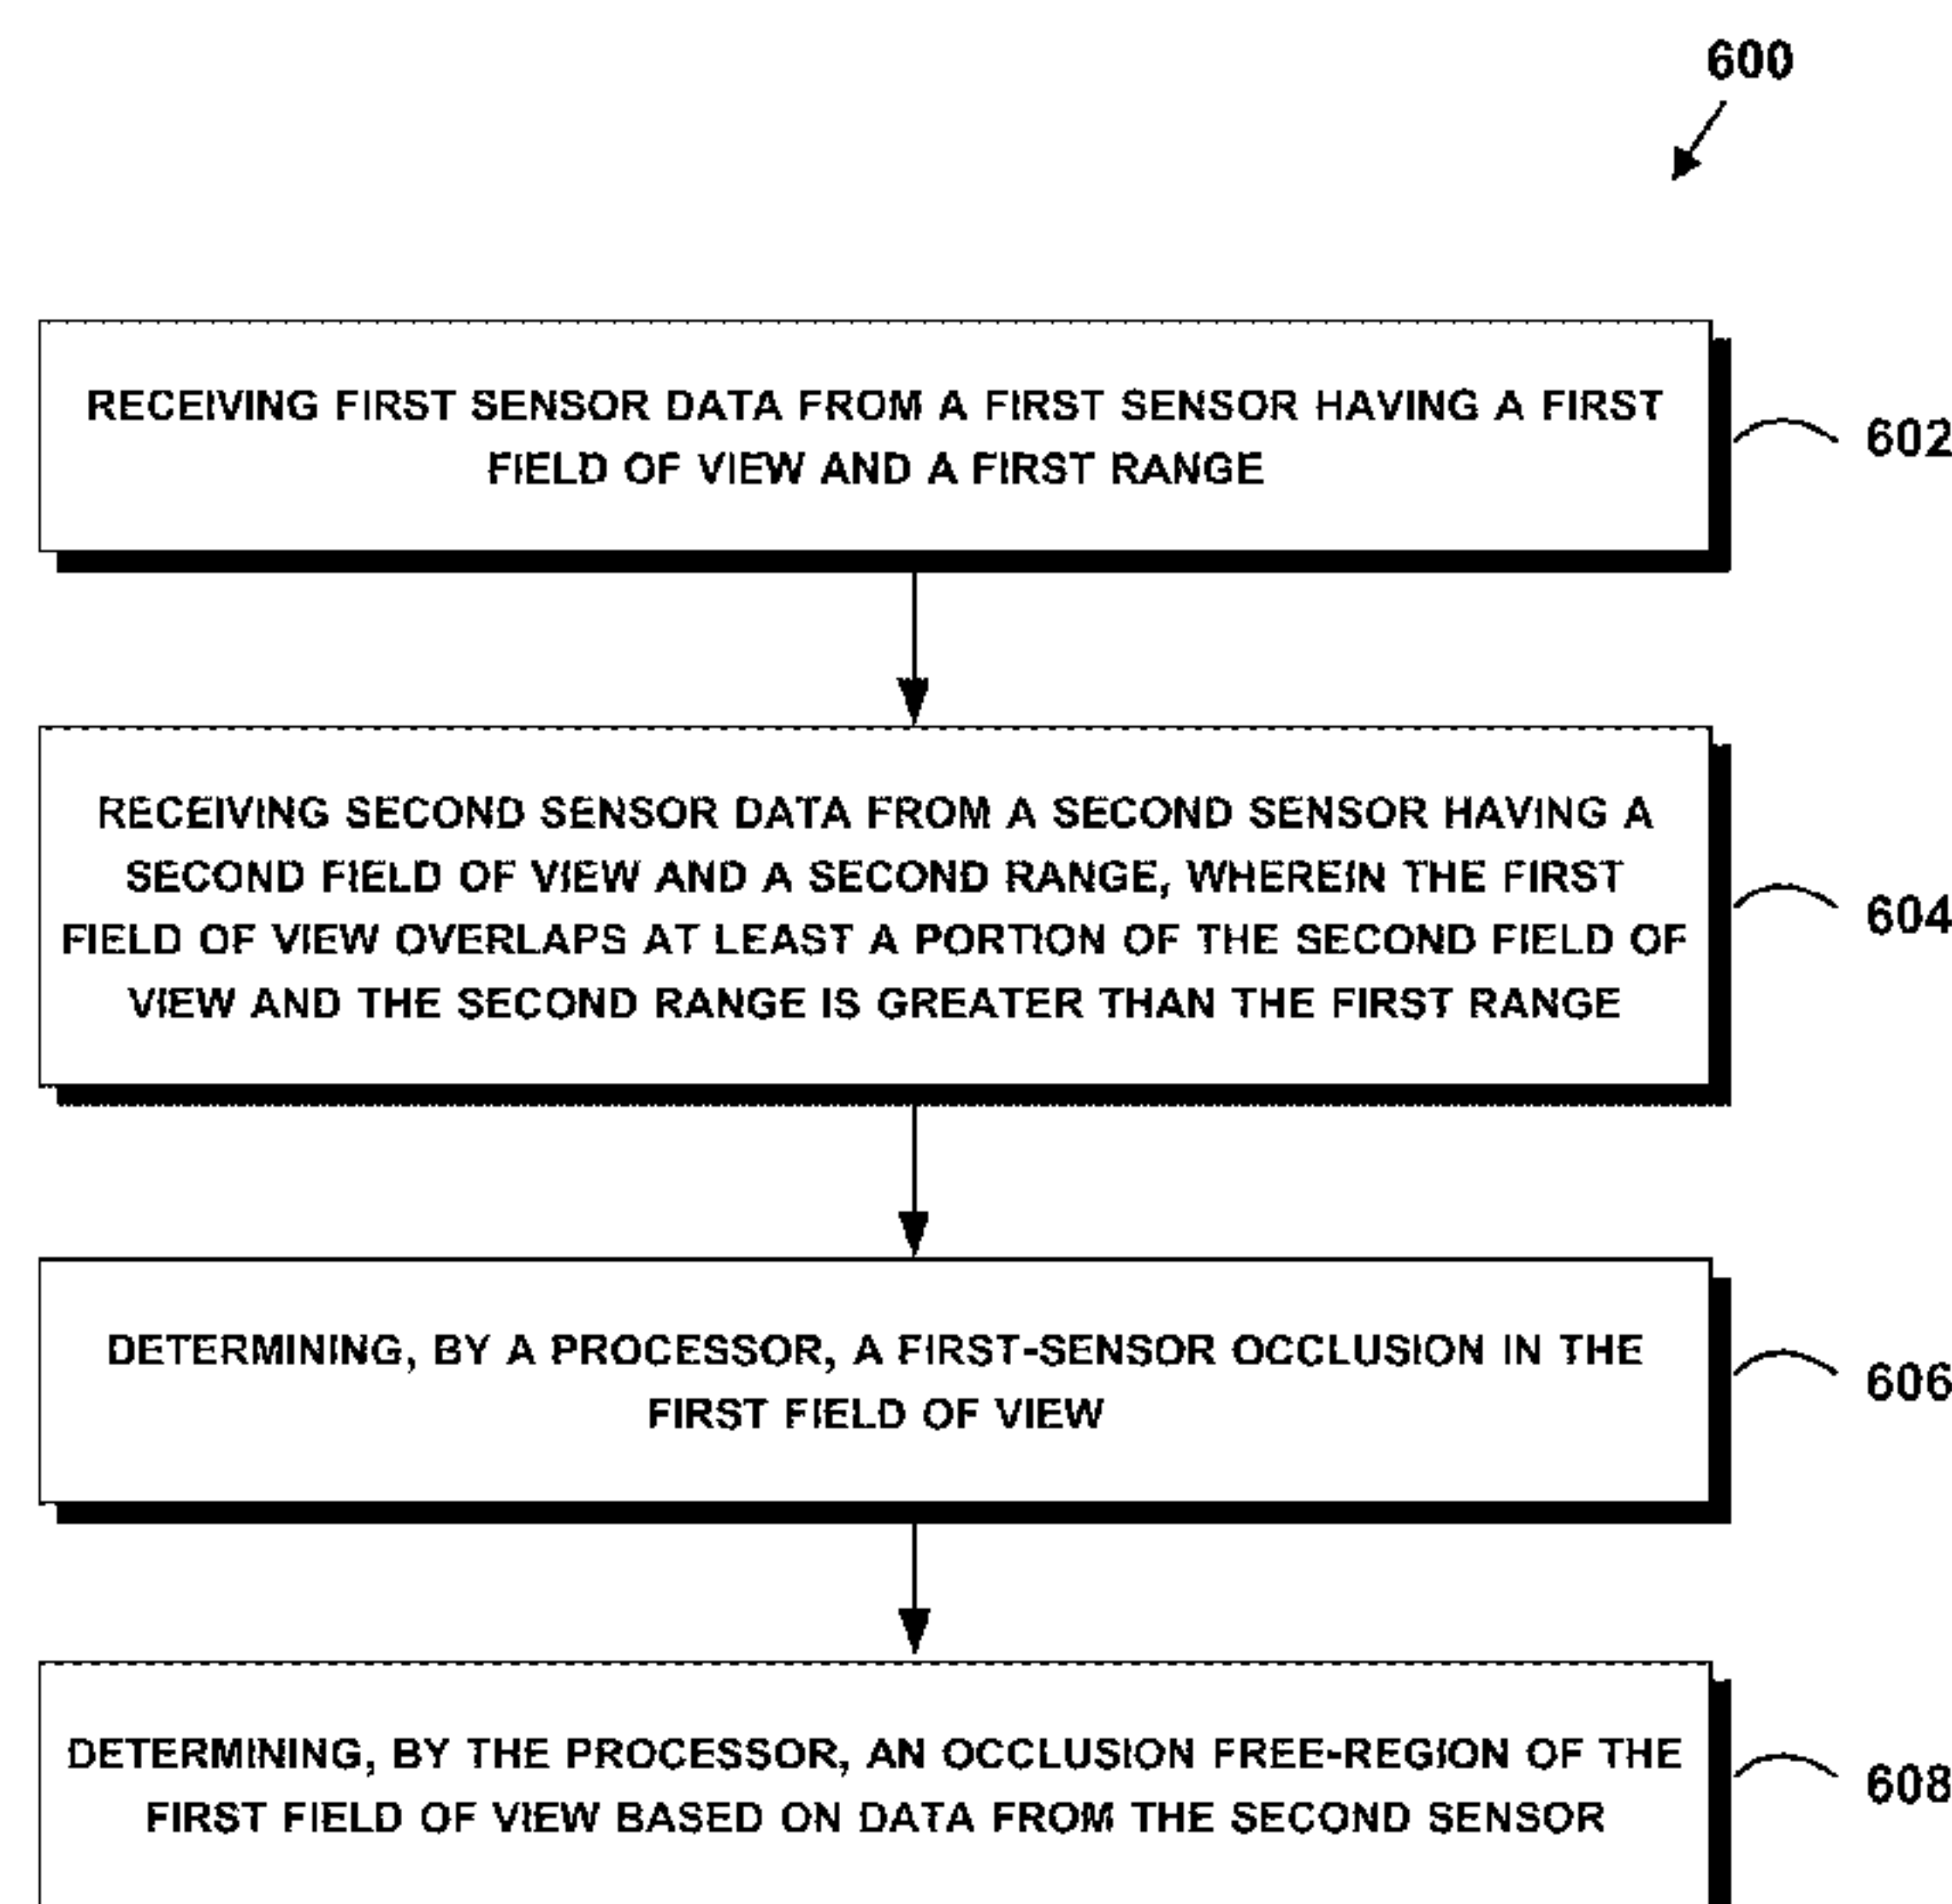 600
RECEIVING FIRST SENSOR DATA FROM A FIRST SENSOR HAVING A FIRST
FIELD OF VIEW AND A FIRST RANGE
602
RECEIVING SECOND SENSOR DATA FROM A SECOND SENSOR HAVING A
SECOND FIELD OF VIEW AND A SECOND RANGE, WHEREIN THE FIRST
FIELD OF VIEW OVERLAPS AT LEAST A PORTION OF THE SECOND FIELD OF
VIEW AND THE SECOND RANGE IS GREATER THAN THE FIRST RANGE
604
DETERMINING, BY A PROCESSOR, A FIRST-SENSOR OCCLUSION IN THE
FIRST FIELD OF VIEW
606
DETERMINING, BY THE PROCESSOR, AN OCCLUSION FREE-REGION OF THE
FIRST FIELD OF VIEW BASED ON DATA FROM THE SECOND SENSOR
608